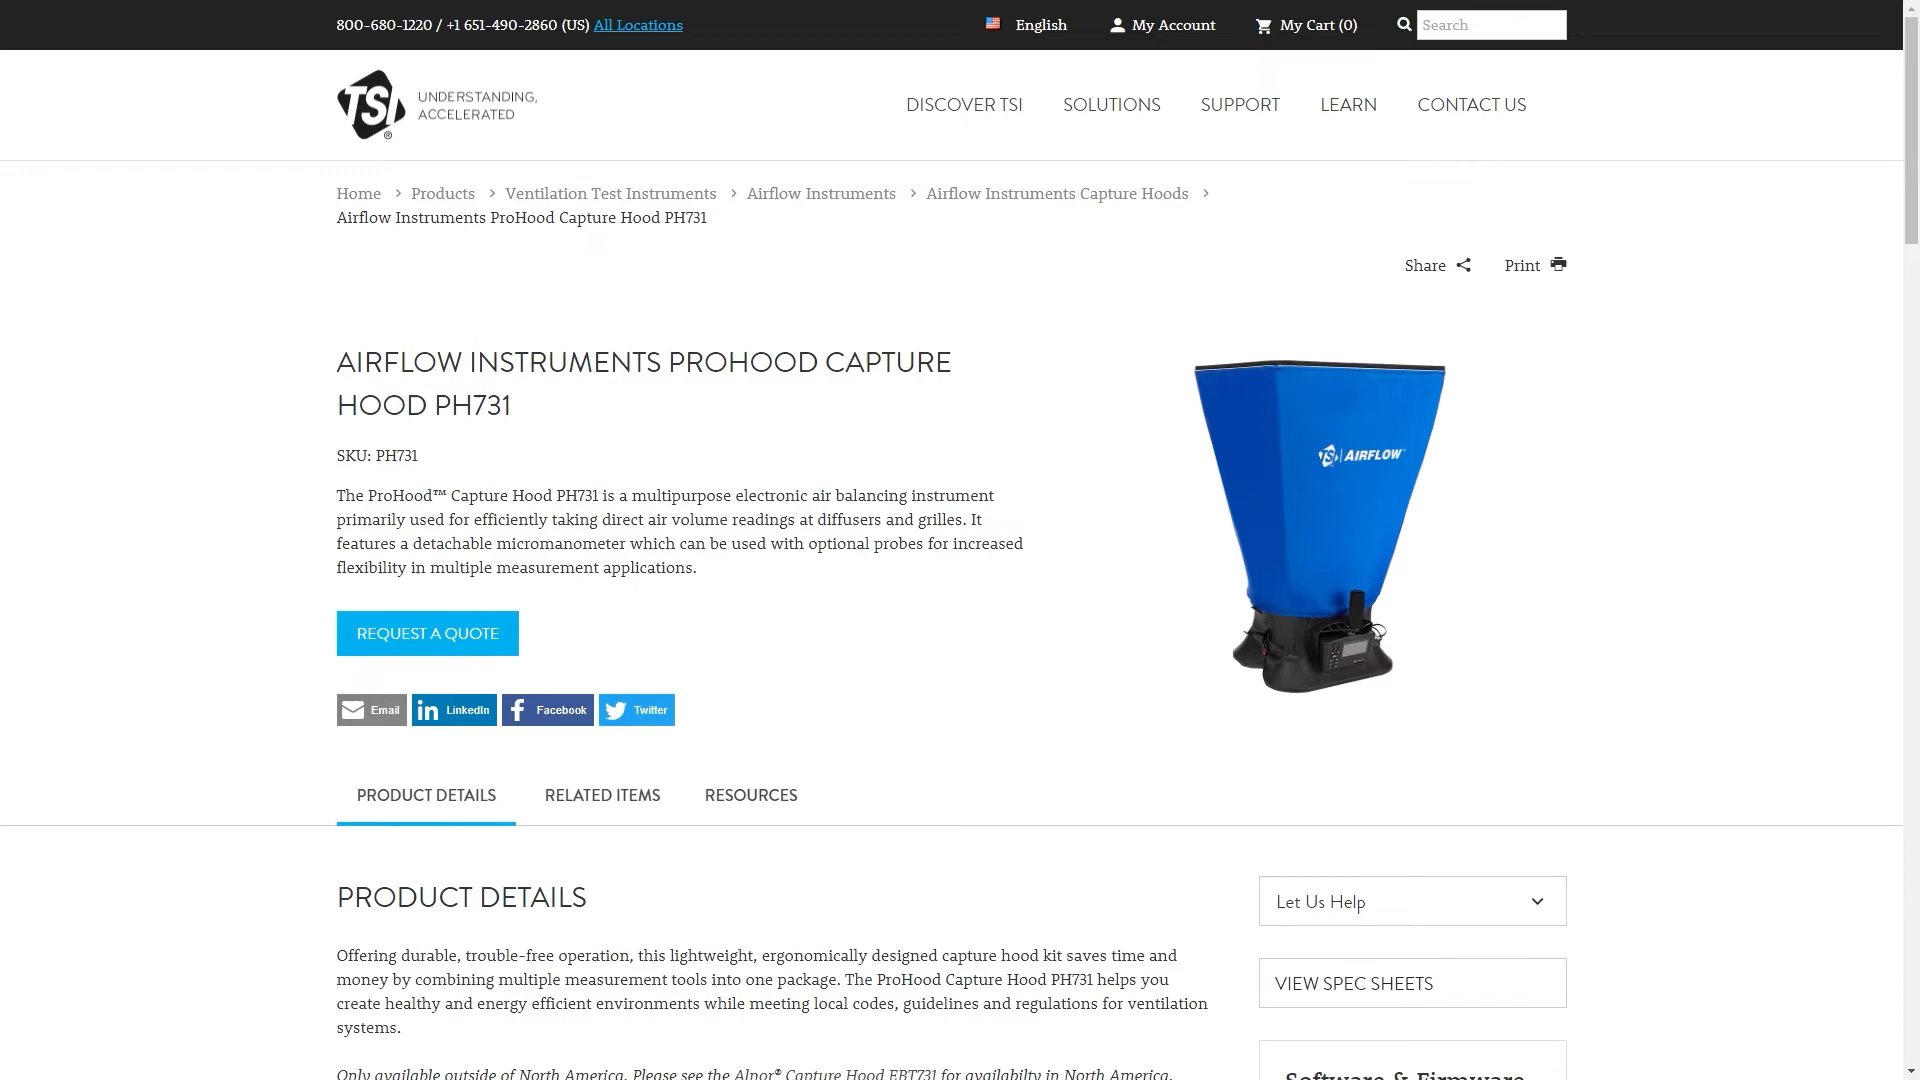 800-680-1220 / +1 651-490-2860 (US) All Locations
English
My Account
My Cart (0)
Search
TSI ®
UNDERSTANDING,
ACCELERATED
DISCOVER TSI
SOLUTIONS
SUPPORT
LEARN
CONTACT US
Home > Products > Ventilation Test Instruments > Airflow Instruments > Airflow Instruments Capture Hoods >
Airflow Instruments ProHood Capture Hood PH731
Share
Print
AIRFLOW INSTRUMENTS PROHOOD CAPTURE
HOOD PH731
SKU: PH731
The ProHood™ Capture Hood PH731 is a multipurpose electronic air balancing instrument
primarily used for efficiently taking direct air volume readings at diffusers and grilles. It
features a detachable micromanometer which can be used with optional probes for increased
flexibility in multiple measurement applications.
TSI AIRFLOW™
REQUEST A QUOTE
Email
LinkedIn
Facebook
Twitter
PRODUCT DETAILS
RELATED ITEMS
RESOURCES
PRODUCT DETAILS
Offering durable, trouble-free operation, this lightweight, ergonomically designed capture hood kit saves time and
money by combining multiple measurement tools into one package. The ProHood Capture Hood PH731 helps you
create healthy and energy efficient environments while meeting local codes, guidelines and regulations for ventilation
systems.
Only available outside of North America. Please see the Alnor® Capture Hood EBT731 for availabilty in North America.
Let Us Help
VIEW SPEC SHEETS
Software & Firmware